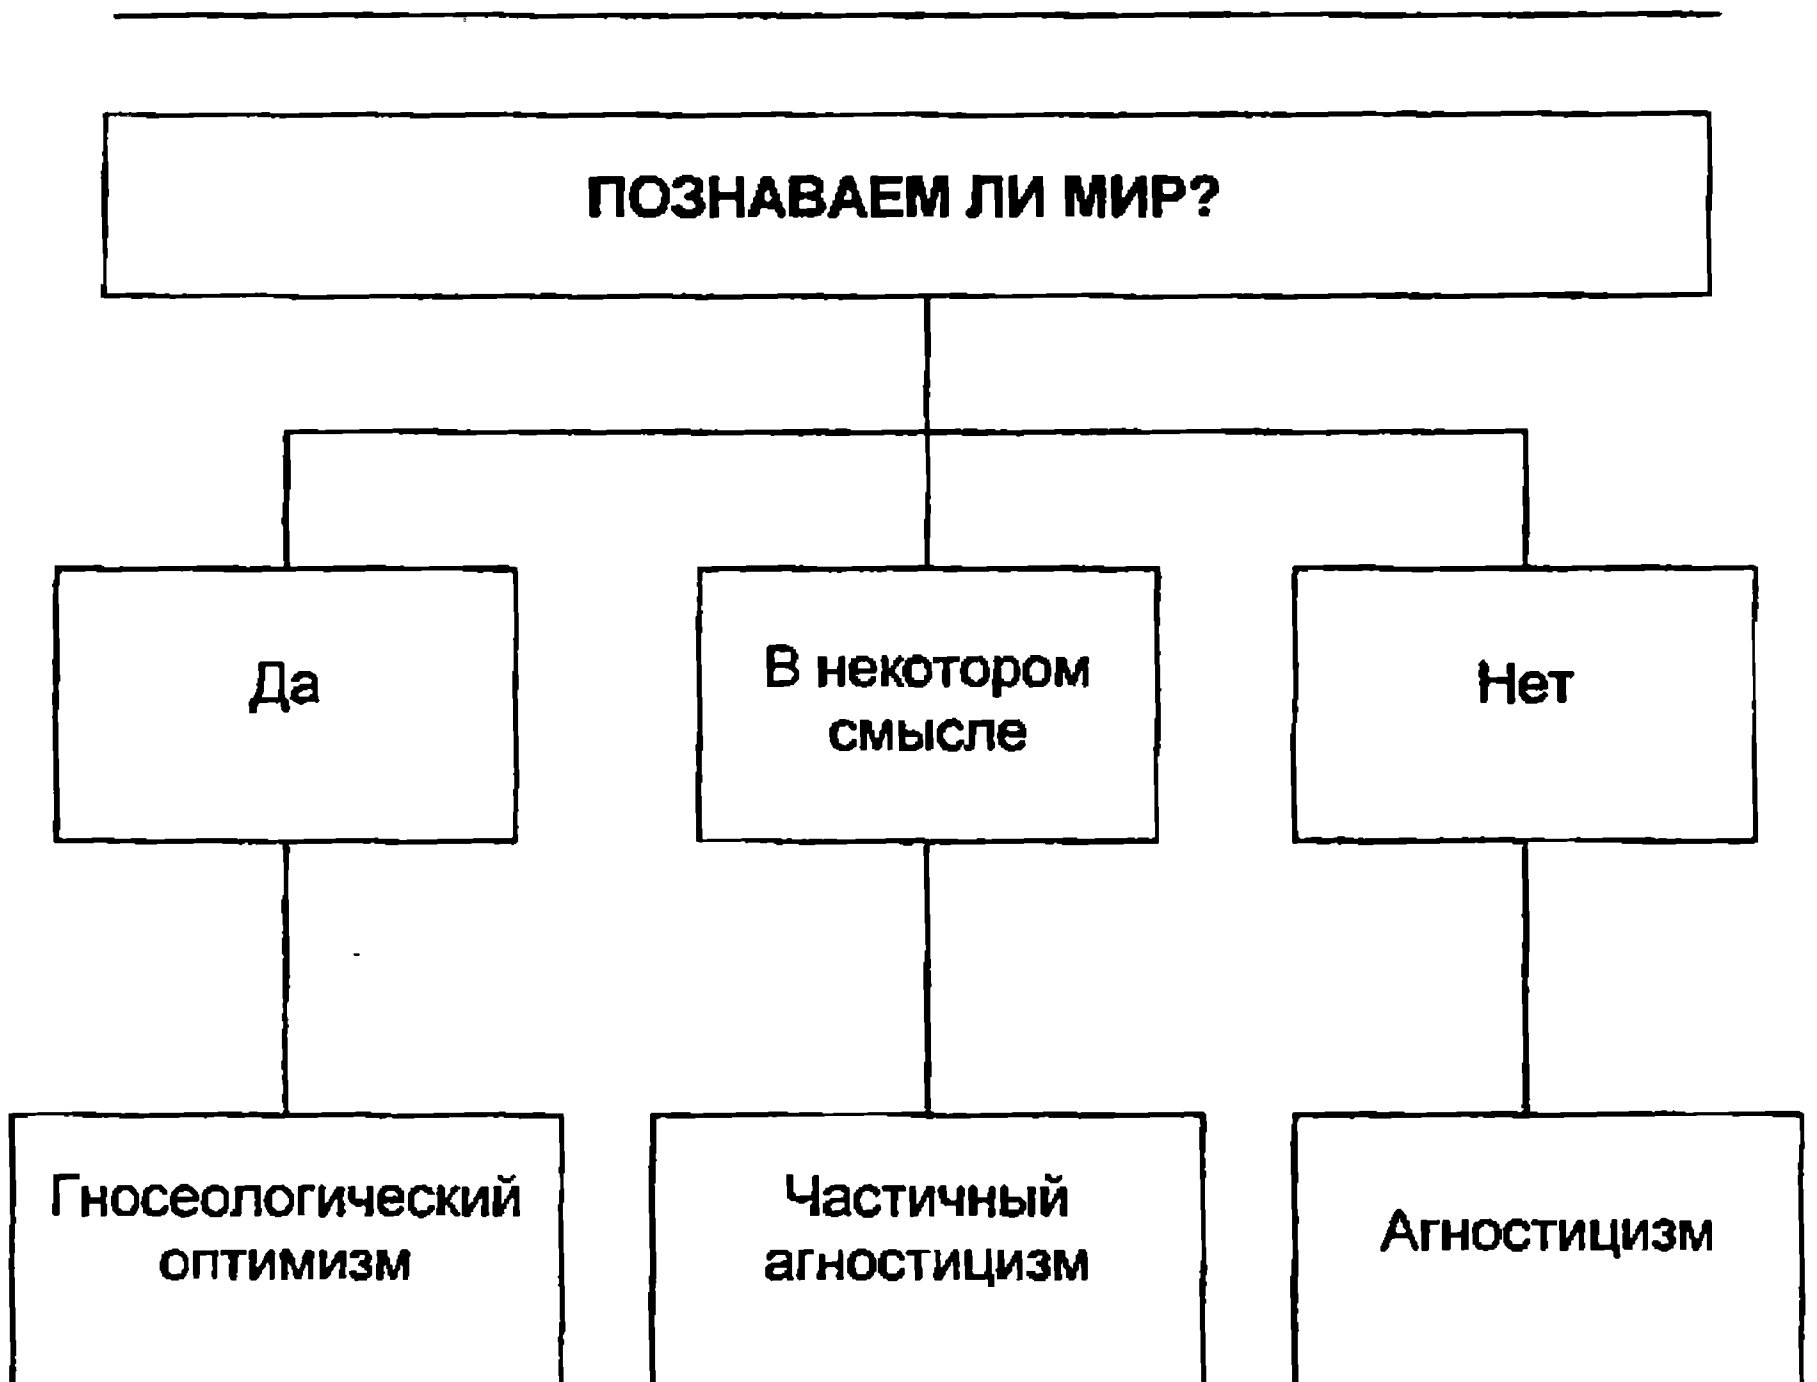 ПОЗНАВАЕМ ЛИ МИР?
Да
В некотором
смысле
Нет
Гносеологический
оптимизм
Частичный
агностицизм
Агностицизм